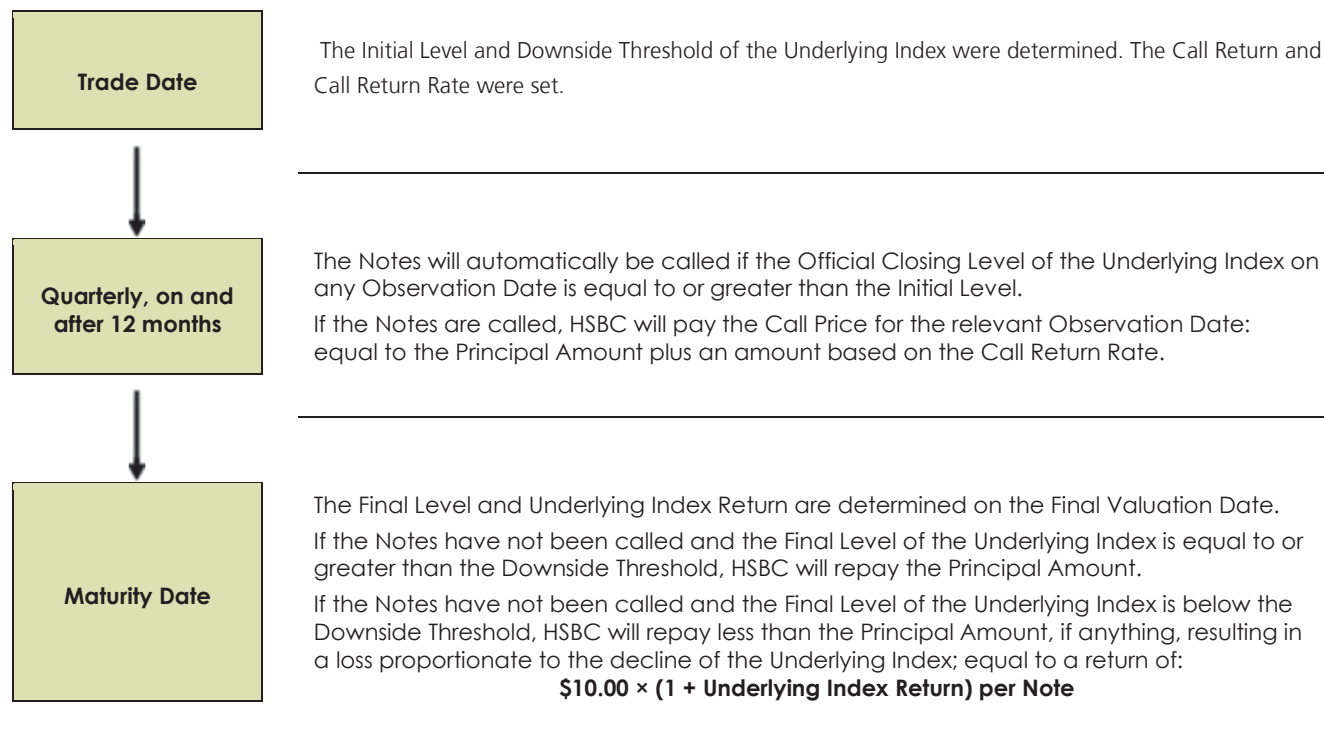 Trade Date
The Initial Level and Downside Threshold of the Underlying Index were determined. The Call Return and
Call Return Rate were set.
Quarterly, on and
after 12 months
The Notes will automatically be called if the Official Closing Level of the Underlying Index on
any Observation Date is equal to or greater than the Initial Level.
If the Notes are called, HSBC will pay the Call Price for the relevant Observation Date:
equal to the Principal Amount plus an amount based on the Call Return Rate.
Maturity Date
The Final Level and Underlying Index Return are determined on the Final Valuation Date.
If the Notes have not been called and the Final Level of the Underlying Index is equal to or
greater than the Downside Threshold, HSBC will repay the Principal Amount.
If the Notes have not been called and the Final Level of the Underlying Index is below the
Downside Threshold, HSBC will repay less than the Principal Amount, if anything, resulting in
a loss proportionate to the decline of the Underlying Index; equal to a return of:
$10.00 × (1 + Underlying Index Return) per Note